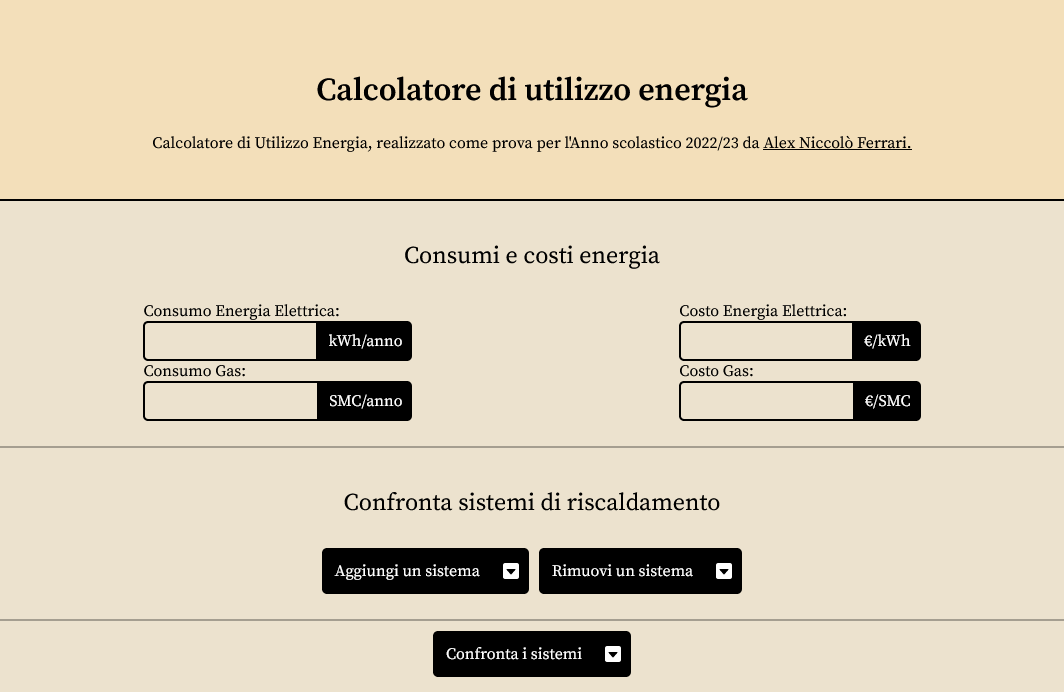 Calcolatore di utilizzo energia
Calcolatore di Utilizzo Energia, realizzato come prova per l'Anno scolastico 2022/23 da Alex Niccolò Ferrari.
Consumi e costi energia
Consumo Energia Elettrica:
kWh/anno
Consumo Gas:
SMC/anno
Costo Energia Elettrica:
€/kWh
Costo Gas:
€/SMC
Confronta sistemi di riscaldamento
Aggiungi un sistema
Rimuovi un sistema
Confronta i sistemi